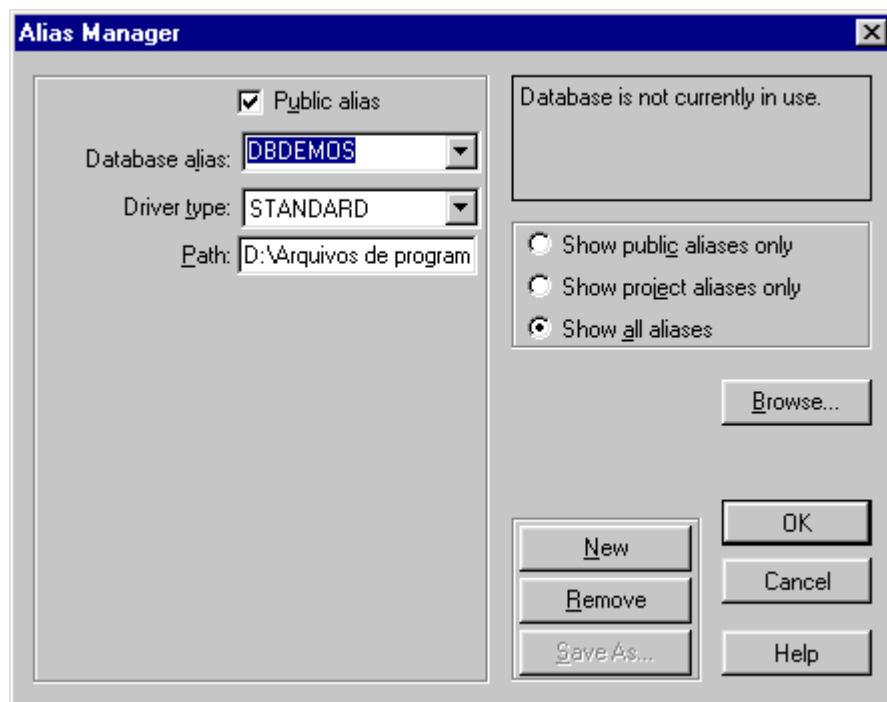 Alias Manager
Public alias
Database alias: DBDEMOS
Driver type: STANDARD
Path: D:\Arquivos de program
Database is not currently in use.
Show public aliases only
Show project aliases only
Show all aliases
Browse...
New
Remove
Save As...
OK
Cancel
Help